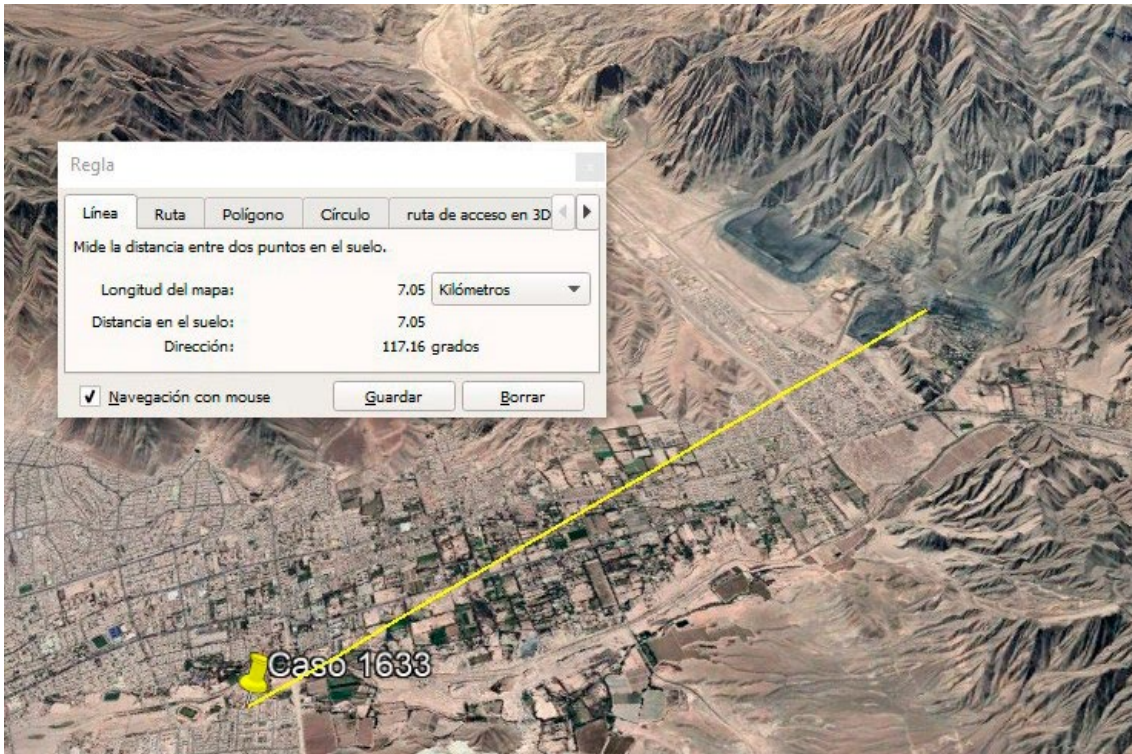 Regla
Línea Ruta Polígono Círculo ruta de acceso en 3D
Mide la distancia entre dos puntos en el suelo.
Longitud del mapa: 7.05 Kilómetros
Distancia en el suelo: 7.05
Dirección: 117.16 grados
Navegación con mouse Guardar Borrar
Caso 1633